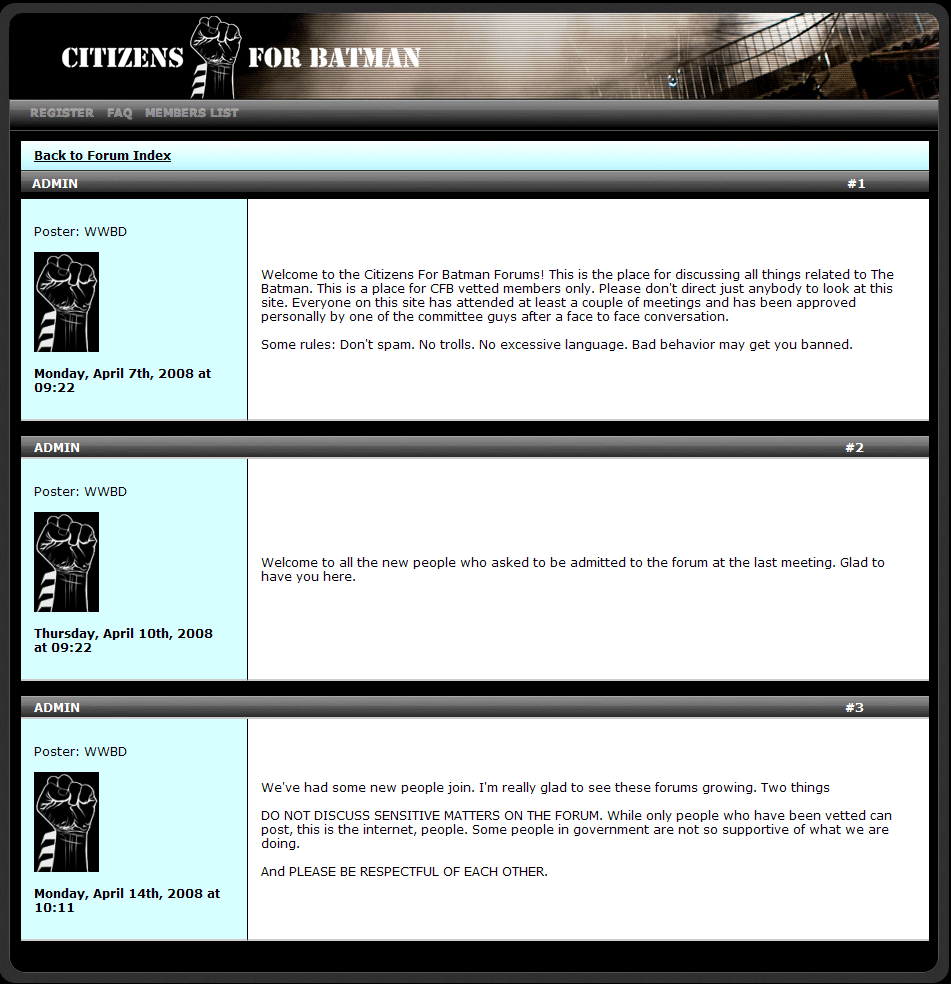 CITIZENS FOR BATMAN
REGISTER FAQ MEMBERS LIST
Back to Forum Index
ADMIN #1
Poster: WWBD
Monday, April 7th, 2008 at
09:22
Welcome to the Citizens For Batman Forums! This is the place for discussing all things related to The
Batman. This is a place for CFB vetted members only. Please don't direct just anybody to look at this
site. Everyone on this site has attended at least a couple of meetings and has been approved
personally by one of the committee guys after a face to face conversation.
Some rules: Don't spam. No trolls. No excessive language. Bad behavior may get you banned.
ADMIN #2
Poster: WWBD
Thursday, April 10th, 2008
at 09:22
Welcome to all the new people who asked to be admitted to the forum at the last meeting. Glad to
have you here.
ADMIN #3
Poster: WWBD
Monday, April 14th, 2008 at
10:11
We've had some new people join. I'm really glad to see these forums growing. Two things
DO NOT DISCUSS SENSITIVE MATTERS ON THE FORUM. While only people who have been vetted can
post, this is the internet, people. Some people in government are not so supportive of what we are
doing.
And PLEASE BE RESPECTFUL OF EACH OTHER.